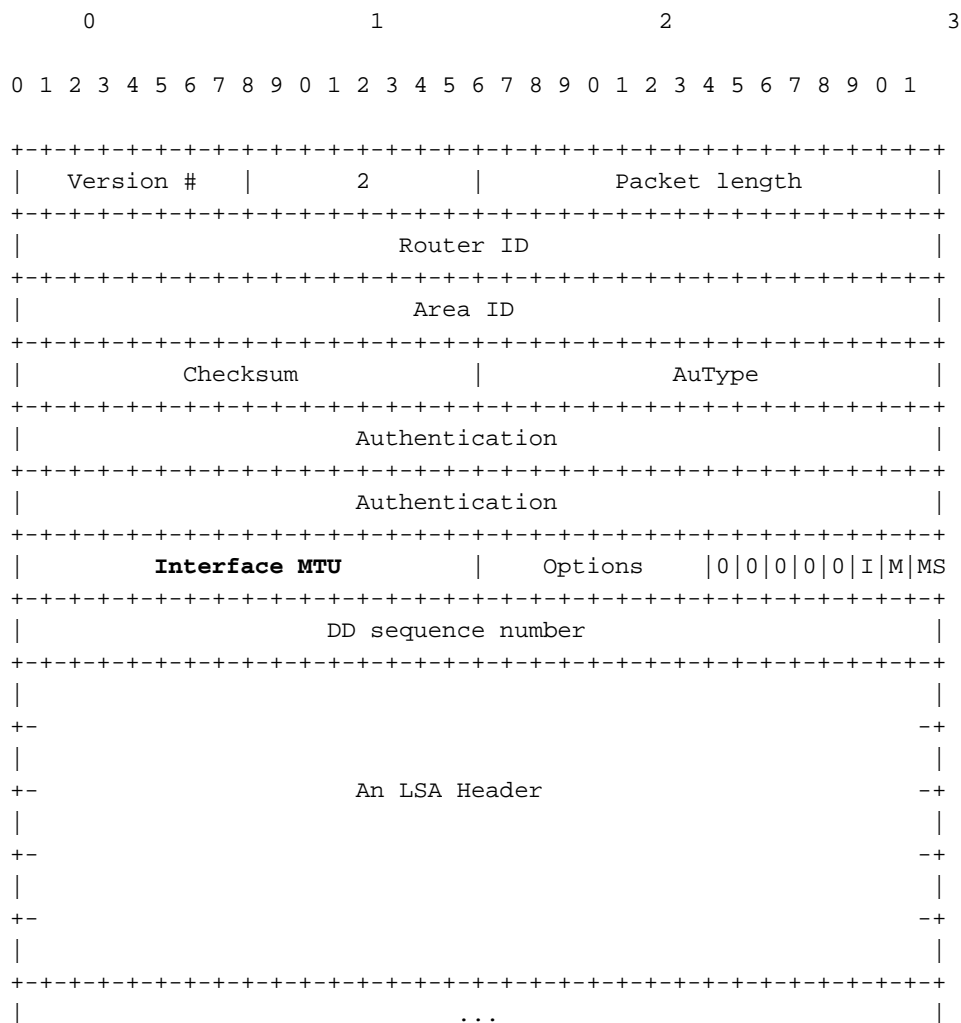 0                   1                   2                   3
0 1 2 3 4 5 6 7 8 9 0 1 2 3 4 5 6 7 8 9 0 1 2 3 4 5 6 7 8 9 0 1
+-+-+-+-+-+-+-+-+-+-+-+-+-+-+-+-+-+-+-+-+-+-+-+-+-+-+-+-+-+-+-+-+
|   Version #   |       2       |         Packet length         |
+-+-+-+-+-+-+-+-+-+-+-+-+-+-+-+-+-+-+-+-+-+-+-+-+-+-+-+-+-+-+-+-+
|                          Router ID                            |
+-+-+-+-+-+-+-+-+-+-+-+-+-+-+-+-+-+-+-+-+-+-+-+-+-+-+-+-+-+-+-+-+
|                           Area ID                             |
+-+-+-+-+-+-+-+-+-+-+-+-+-+-+-+-+-+-+-+-+-+-+-+-+-+-+-+-+-+-+-+-+
|           Checksum            |             AuType            |
+-+-+-+-+-+-+-+-+-+-+-+-+-+-+-+-+-+-+-+-+-+-+-+-+-+-+-+-+-+-+-+-+
|                       Authentication                          |
+-+-+-+-+-+-+-+-+-+-+-+-+-+-+-+-+-+-+-+-+-+-+-+-+-+-+-+-+-+-+-+-+
|                       Authentication                          |
+-+-+-+-+-+-+-+-+-+-+-+-+-+-+-+-+-+-+-+-+-+-+-+-+-+-+-+-+-+-+-+-+
|         Interface MTU         |    Options    |0|0|0|0|0|I|M|MS
+-+-+-+-+-+-+-+-+-+-+-+-+-+-+-+-+-+-+-+-+-+-+-+-+-+-+-+-+-+-+-+-+
|                     DD sequence number                        |
+-+-+-+-+-+-+-+-+-+-+-+-+-+-+-+-+-+-+-+-+-+-+-+-+-+-+-+-+-+-+-+-+
|                                                               |
+-                                                             -+
|                                                               |
+-                      An LSA Header                          -+
|                                                               |
+-                                                             -+
|                                                               |
+-                                                             -+
|                                                               |
+-+-+-+-+-+-+-+-+-+-+-+-+-+-+-+-+-+-+-+-+-+-+-+-+-+-+-+-+-+-+-+-+
|                              ...                              |